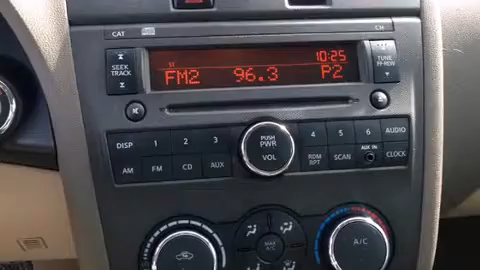 CAT CH
SEEK TRACK
ST 10:25
FM2 96.3 P2
TUNE
FF·REW
DISP 1 2 3 PUSH PWR VOL 4 5 6 AUDIO
AM FM CD AUX RDM RPT SCAN AUX IN CLOCK
MAX A/C
A/C